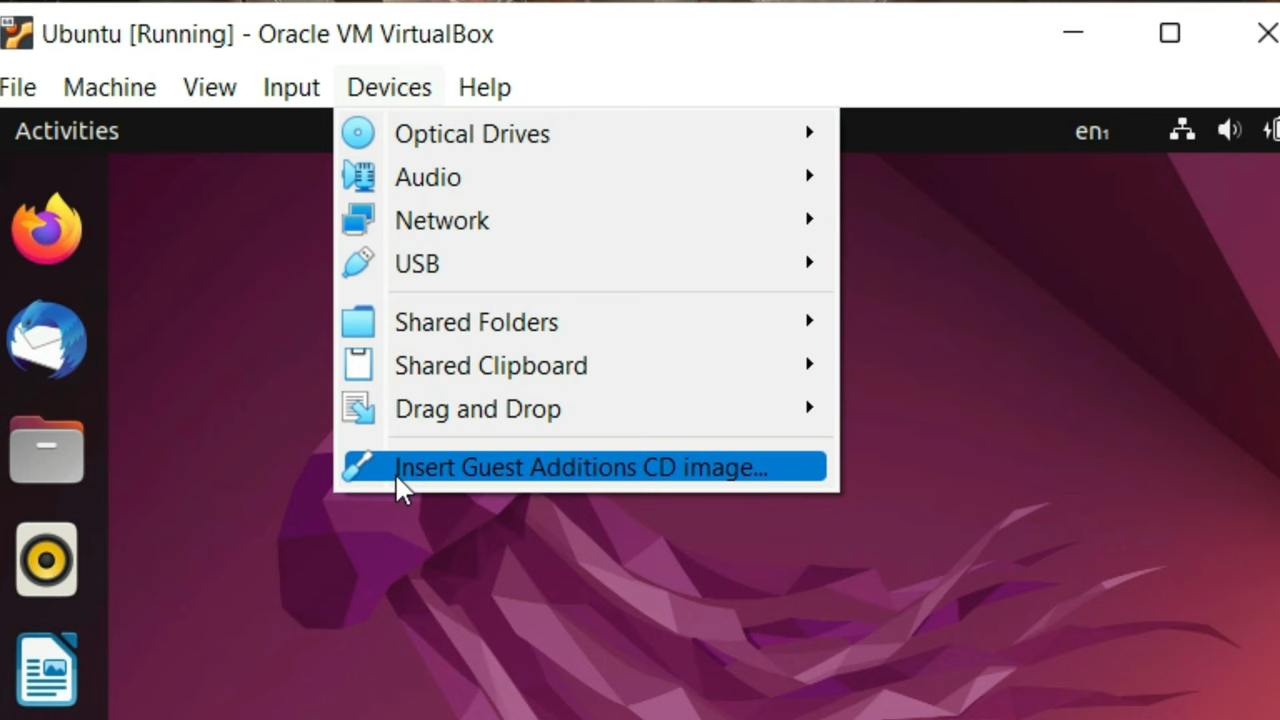 Ubuntu [Running] - Oracle VM VirtualBox
File Machine View Input Devices Help
Activities
en1
Optical Drives
Audio
Network
USB
Shared Folders
Shared Clipboard
Drag and Drop
Insert Guest Additions CD image...